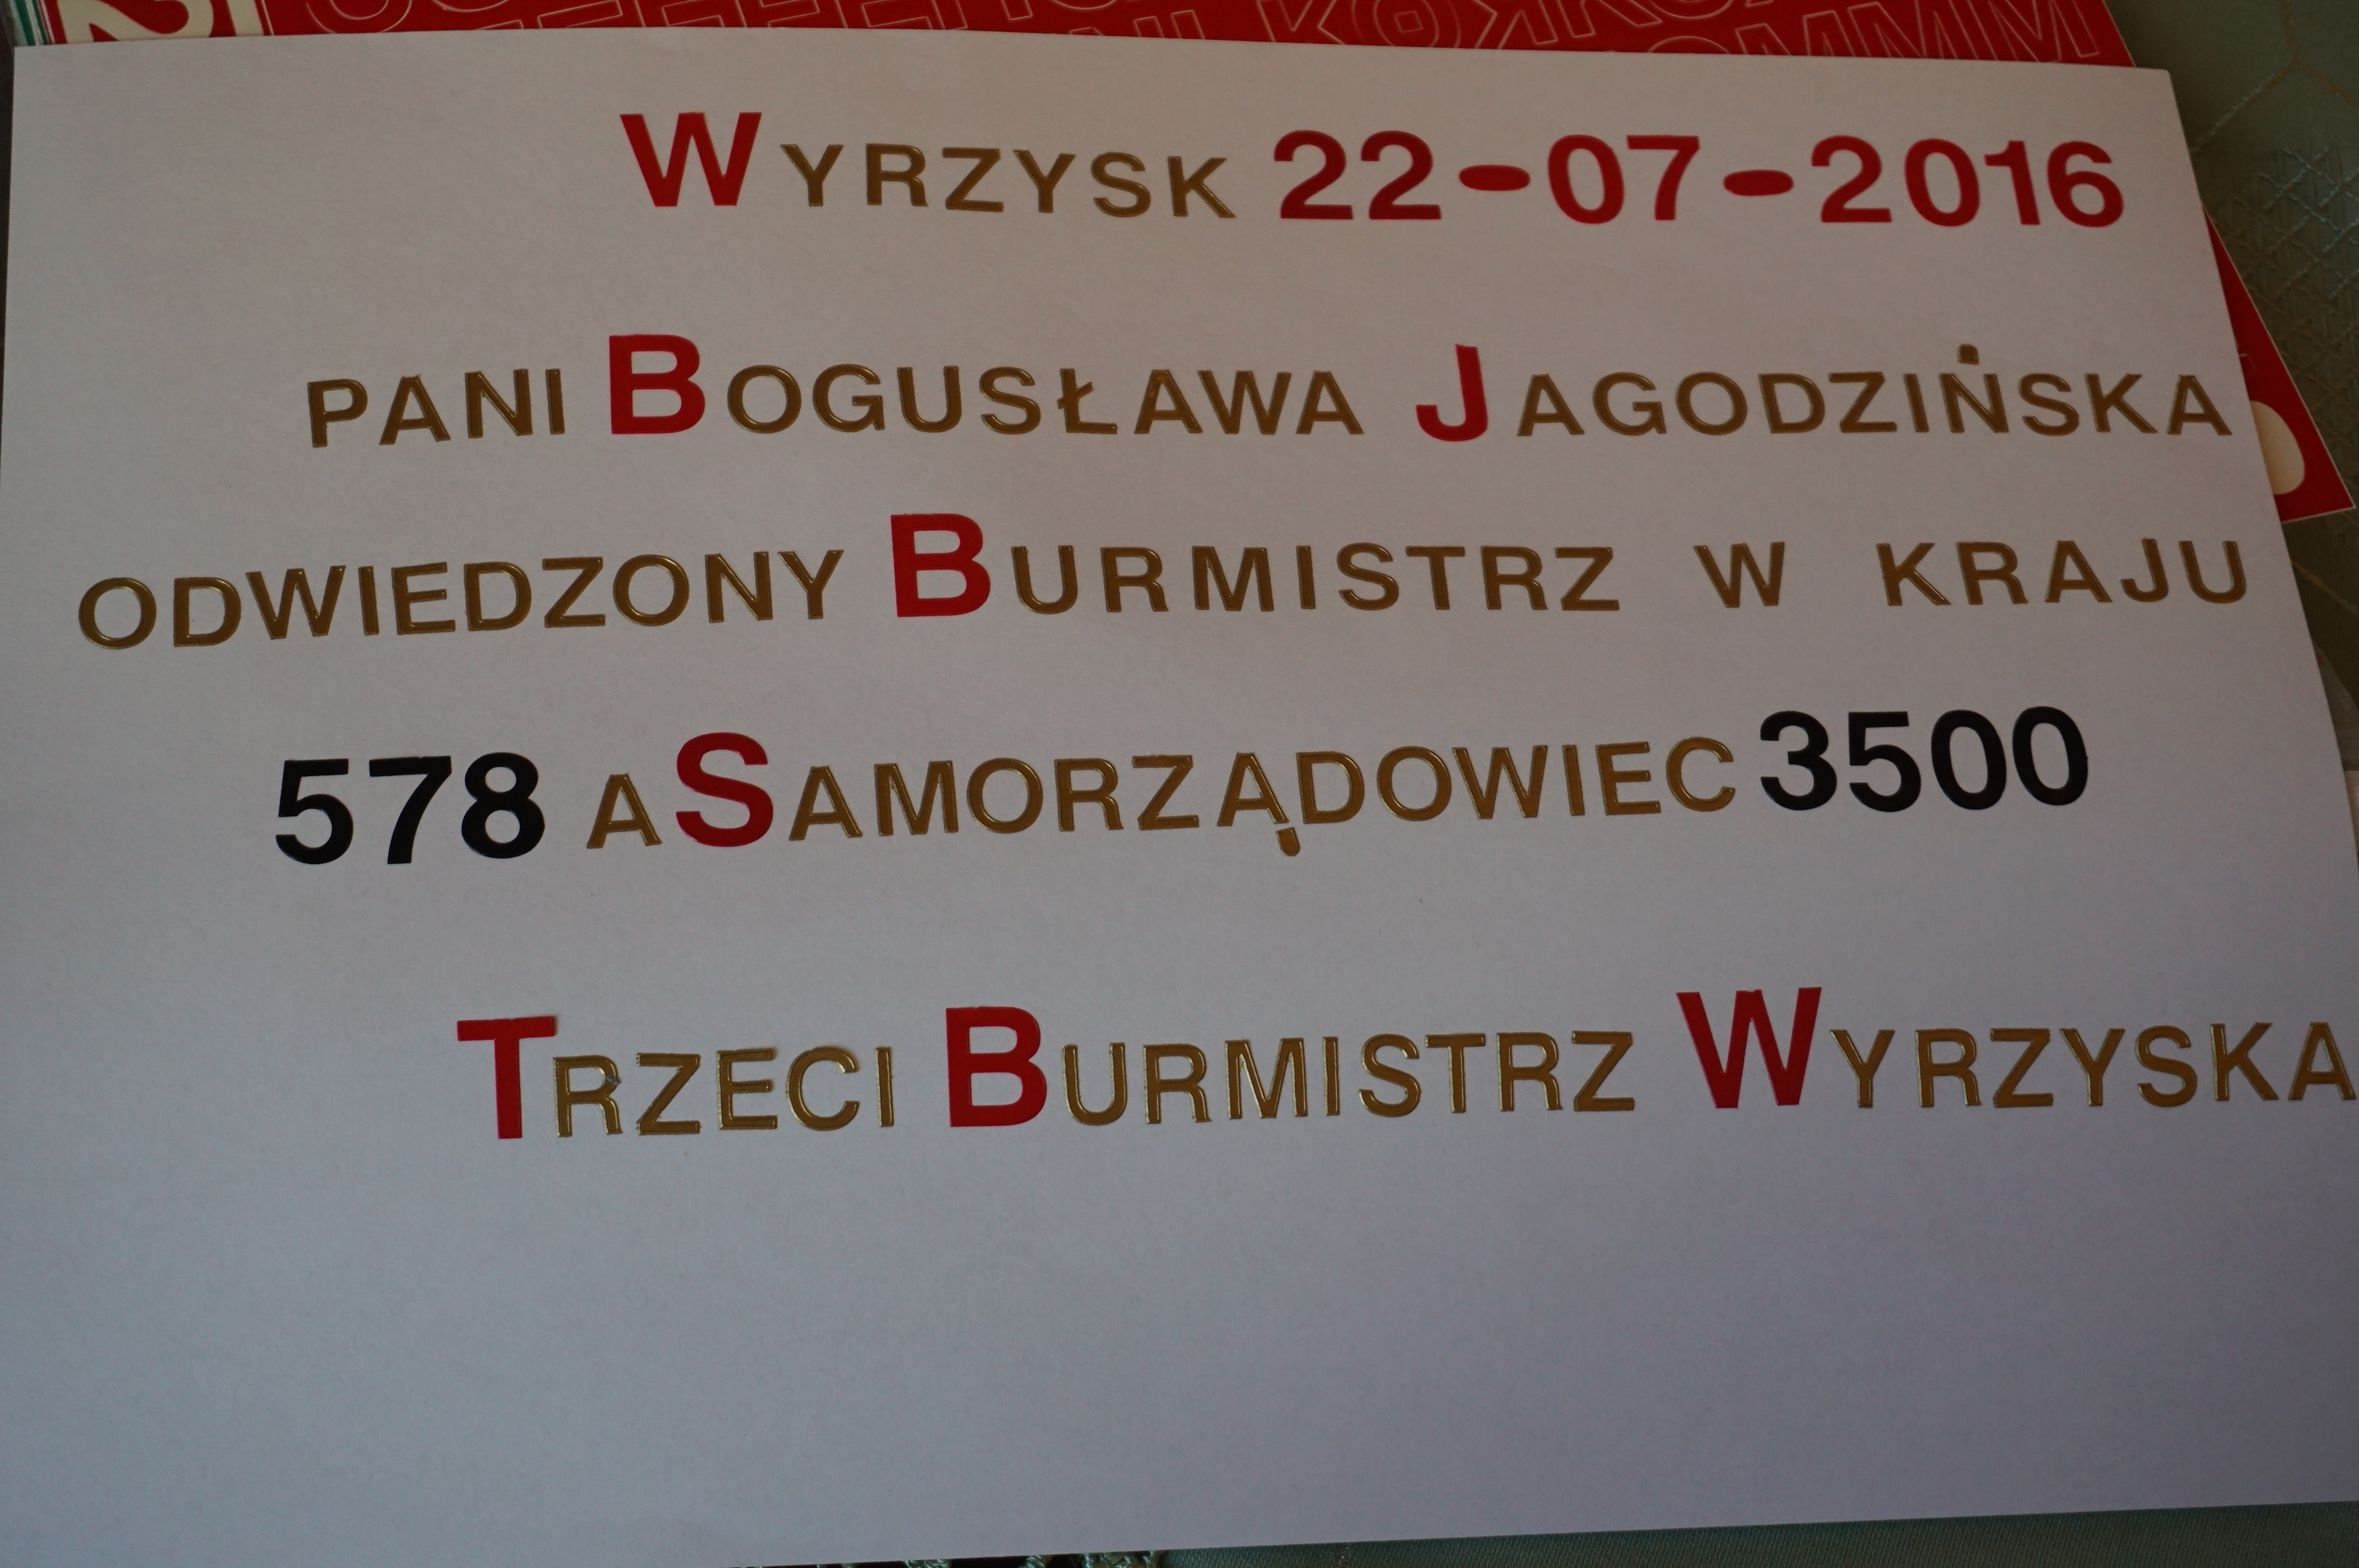 WYRZYSK 22-07-2016
PANI BOGUSŁAWA JAGODZIŃSKA
ODWIEDZONY BURMISTRZ W KRAJU
578 A SAMORZĄDOWIEC 3500
TRZECI BURMISTRZ WYRZYSKA